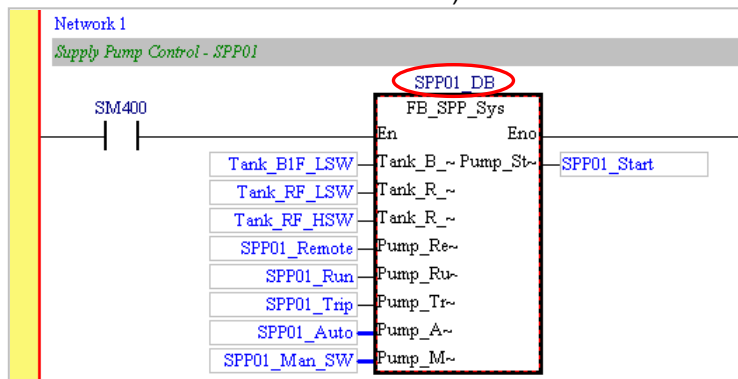 Network 1
Supply Pump Control - SPP01
SPP01_DB
SM400
FB_SPP_Sys
En Eno
Tank_B1F_LSW Tank_B_~ Pump_St~ SPP01_Start
Tank_RF_LSW Tank_R_~
Tank_RF_HSW Tank_R_~
SPP01_Remote Pump_Re~
SPP01_Run Pump_Ru~
SPP01_Trip Pump_Tr~
SPP01_Auto Pump_A~
SPP01_Man_SW Pump_M~